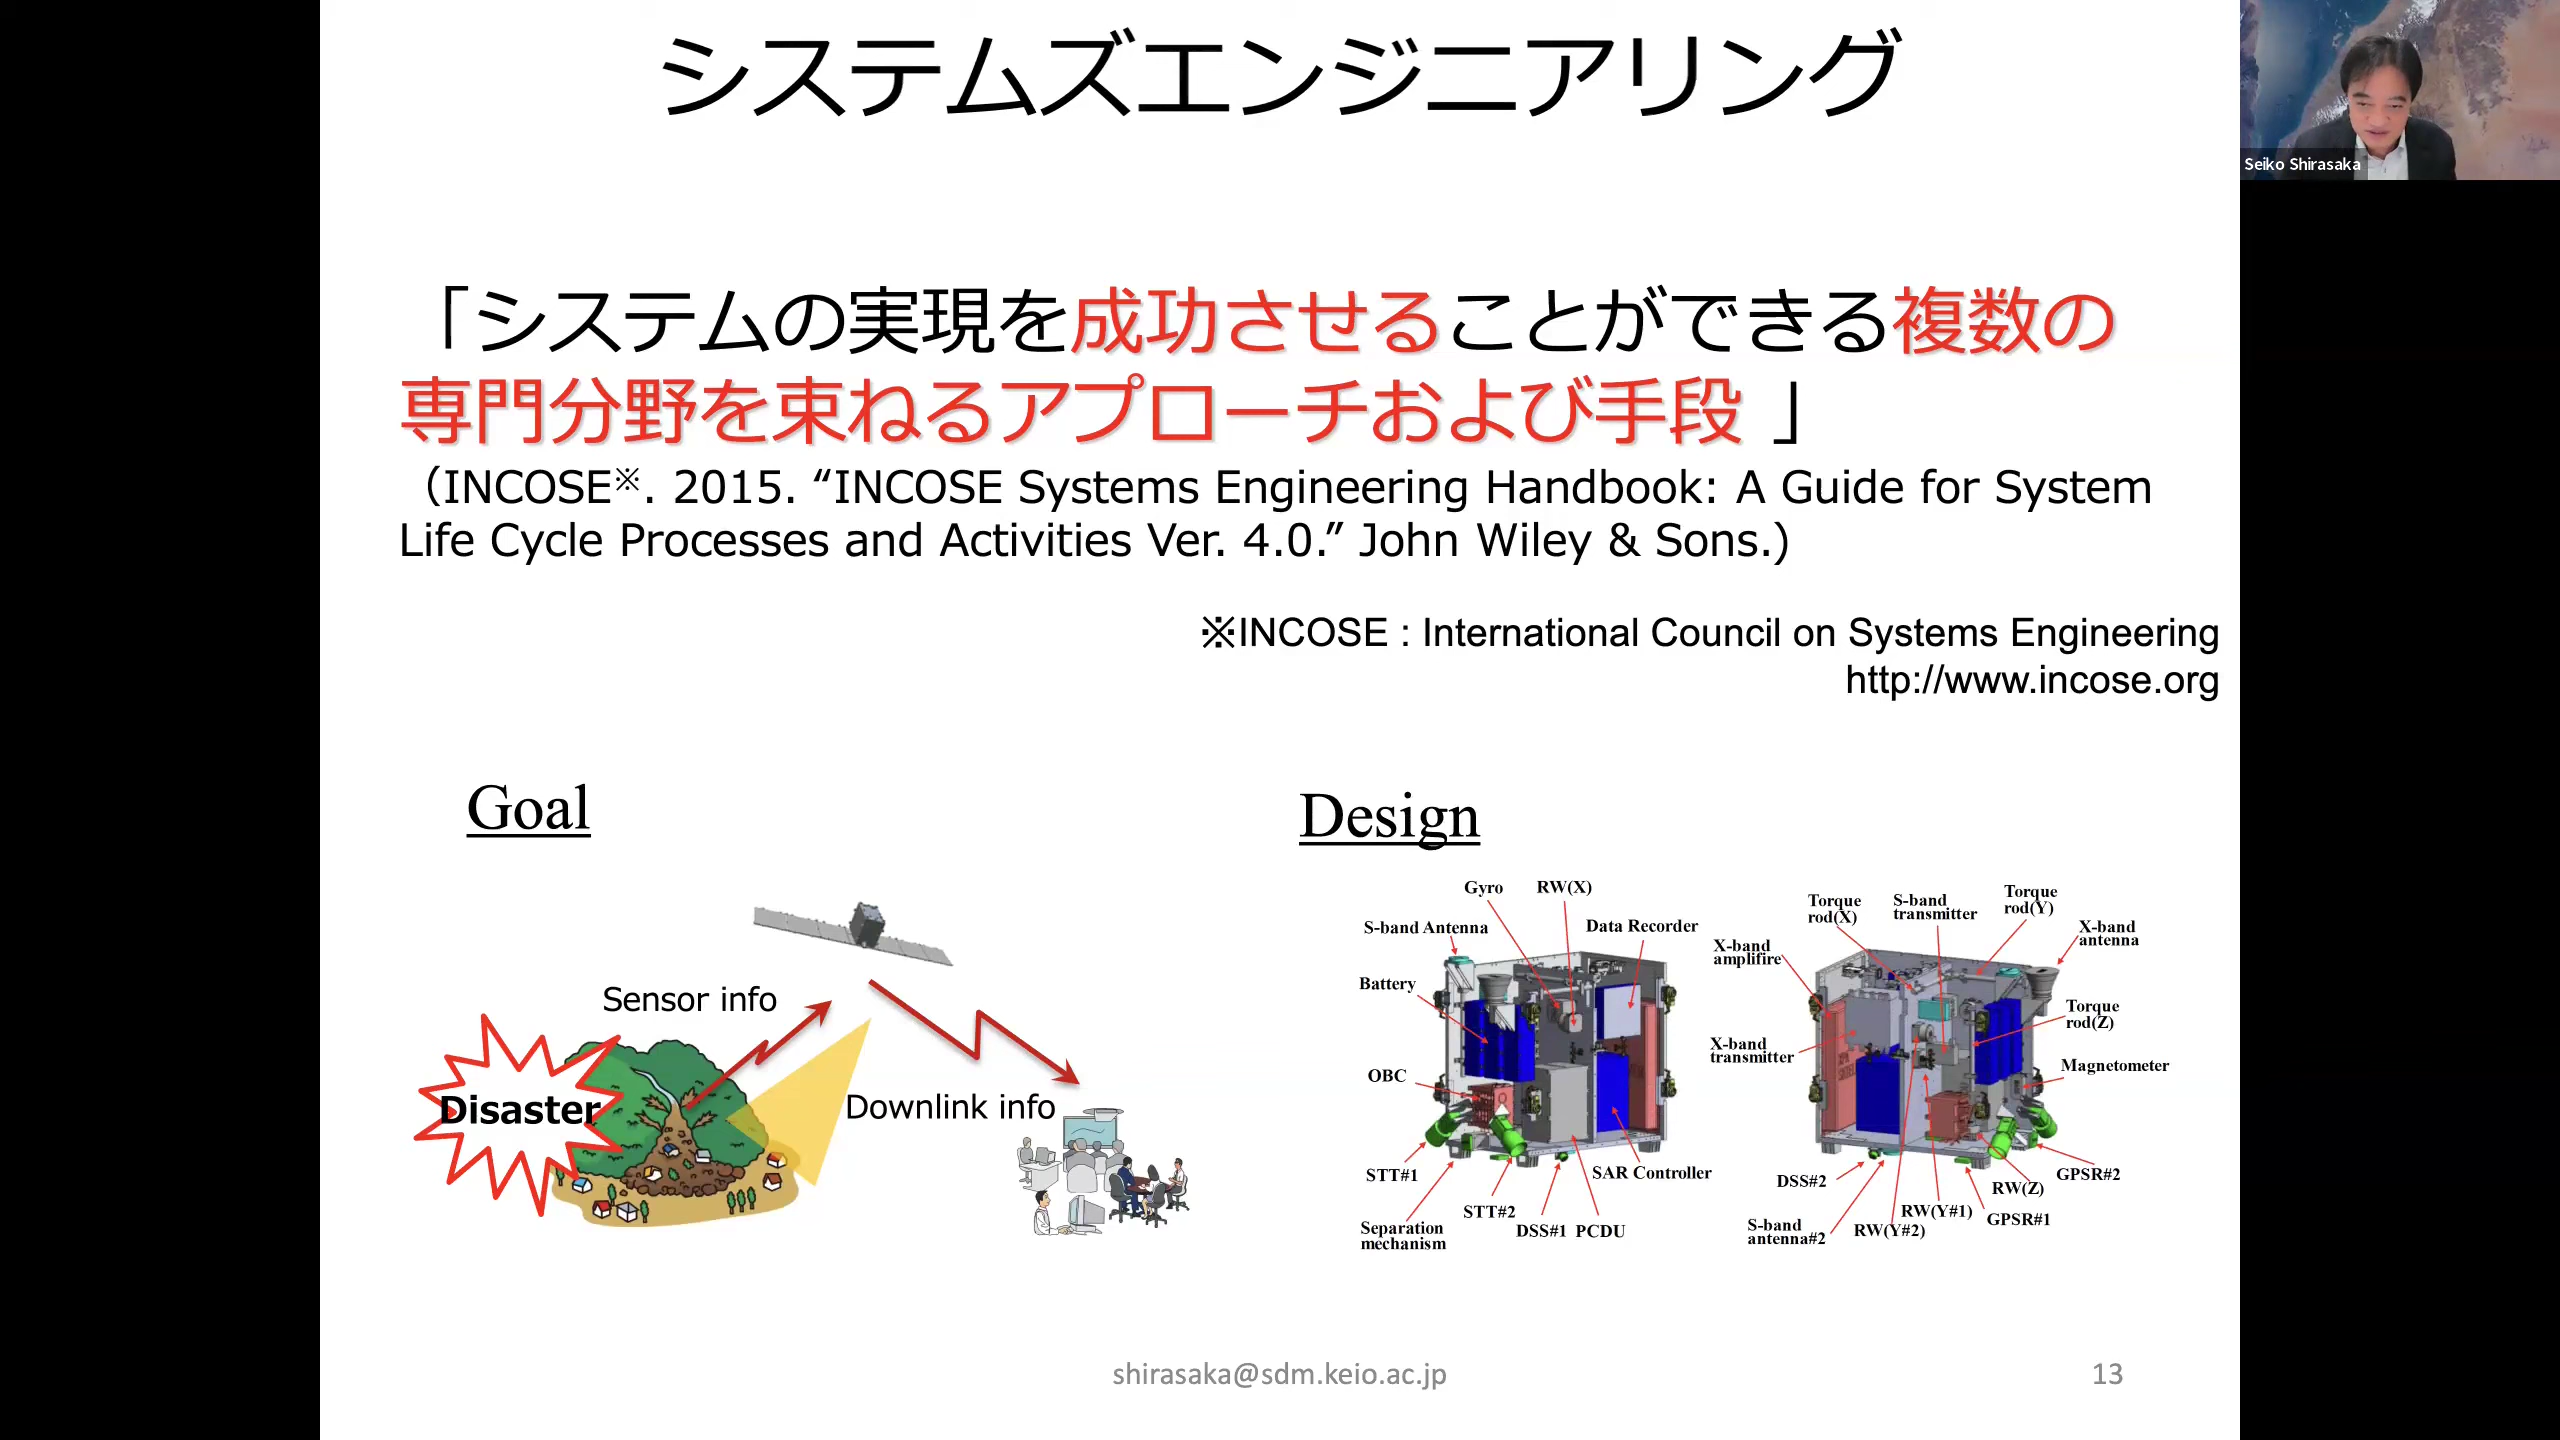 システムズエンジニアリング
Seiko Shirasaka
「システムの実現を成功させることができる複数の
専門分野を束ねるアプローチおよび手段 」
（INCOSE※. 2015. “INCOSE Systems Engineering Handbook: A Guide for System
Life Cycle Processes and Activities Ver. 4.0.” John Wiley & Sons.)
※INCOSE : International Council on Systems Engineering
http://www.incose.org
Goal
Sensor info
Disaster
Downlink info
Design
Gyro
RW(X)
S-band Antenna
Data Recorder
Battery
OBC
STT#1
SAR Controller
STT#2
Separation
mechanism
DSS#1
PCDU
Torque
rod(X)
S-band
transmitter
Torque
rod(Y)
X-band
antenna
X-band
amplifire
Torque
rod(Z)
X-band
transmitter
Magnetometer
DSS#2
GPSR#2
RW(Z)
RW(Y#1)
GPSR#1
S-band
antenna#2
RW(Y#2)
shirasaka@sdm.keio.ac.jp
13